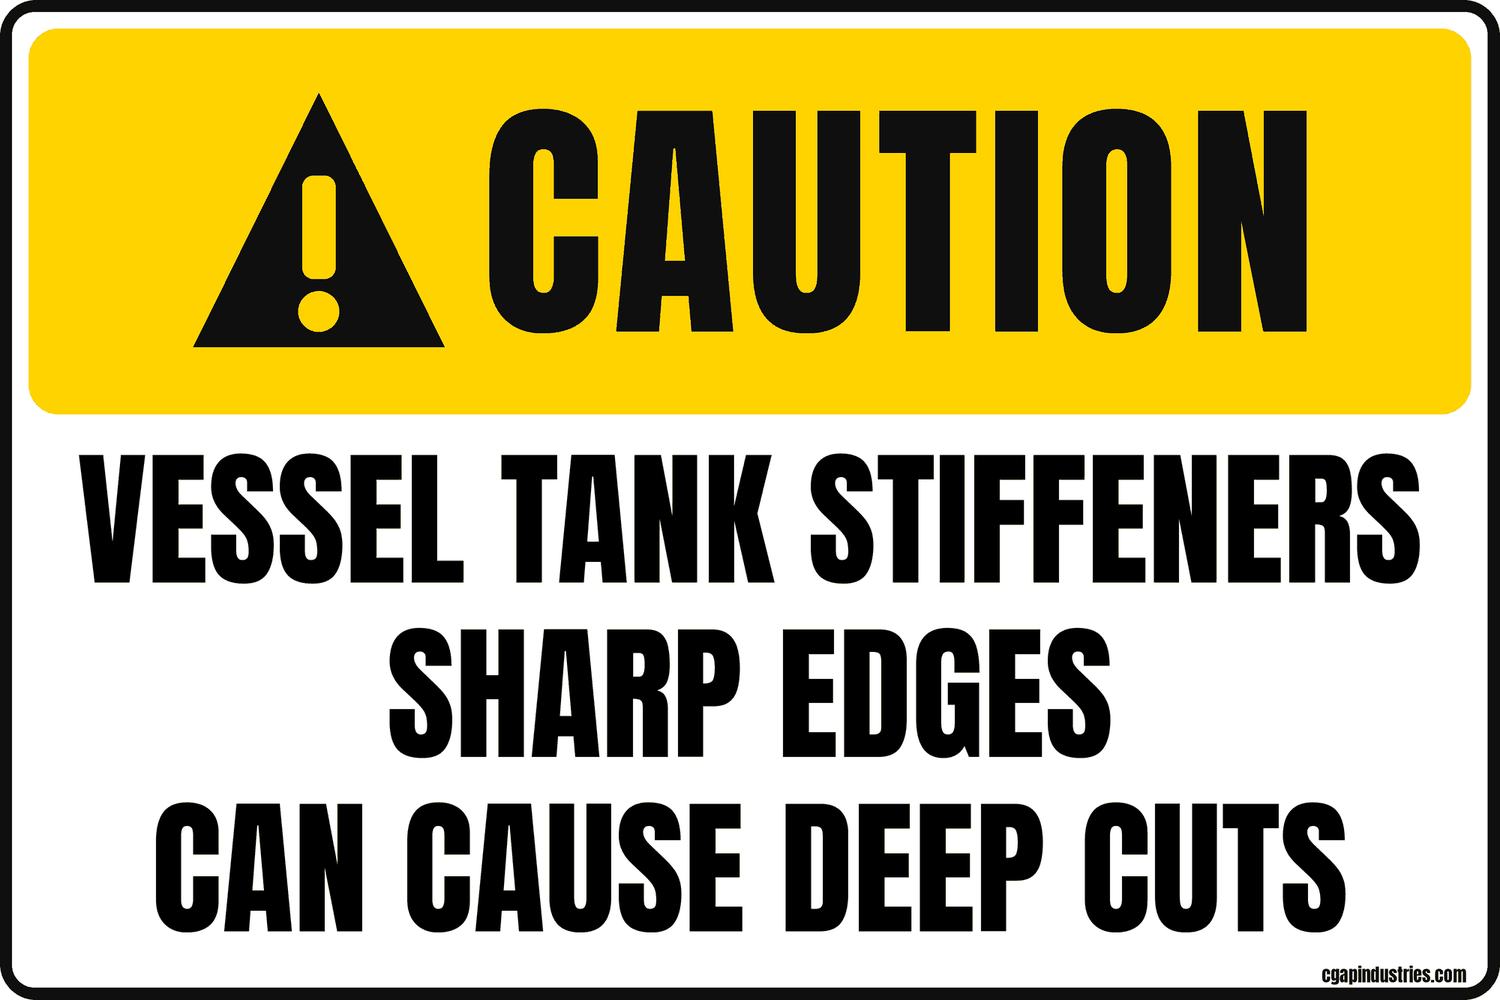 CAUTION
VESSEL TANK STIFFENERS
SHARP EDGES
CAN CAUSE DEEP CUTS
cgapindustries.com